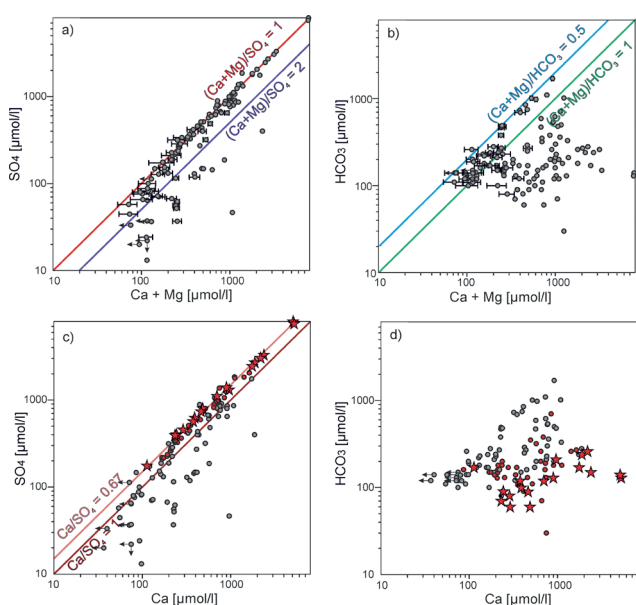 a)
SO4 [µmol/l]
1000
100
10
10
100
1000
Ca + Mg [µmol/l]
(Ca+Mg)/SO4 = 1
(Ca+Mg)/SO4 = 2
b)
HCO3 [µmol/l]
1000
100
10
10
100
1000
Ca + Mg [µmol/l]
(Ca+Mg)/HCO3 = 0.5
(Ca+Mg)/HCO3 = 1
c)
SO4 [µmol/l]
1000
100
10
10
100
1000
Ca [µmol/l]
Ca/SO4 = 0.67
Ca/SO4 = 1
d)
HCO3 [µmol/l]
1000
100
10
10
100
1000
Ca [µmol/l]